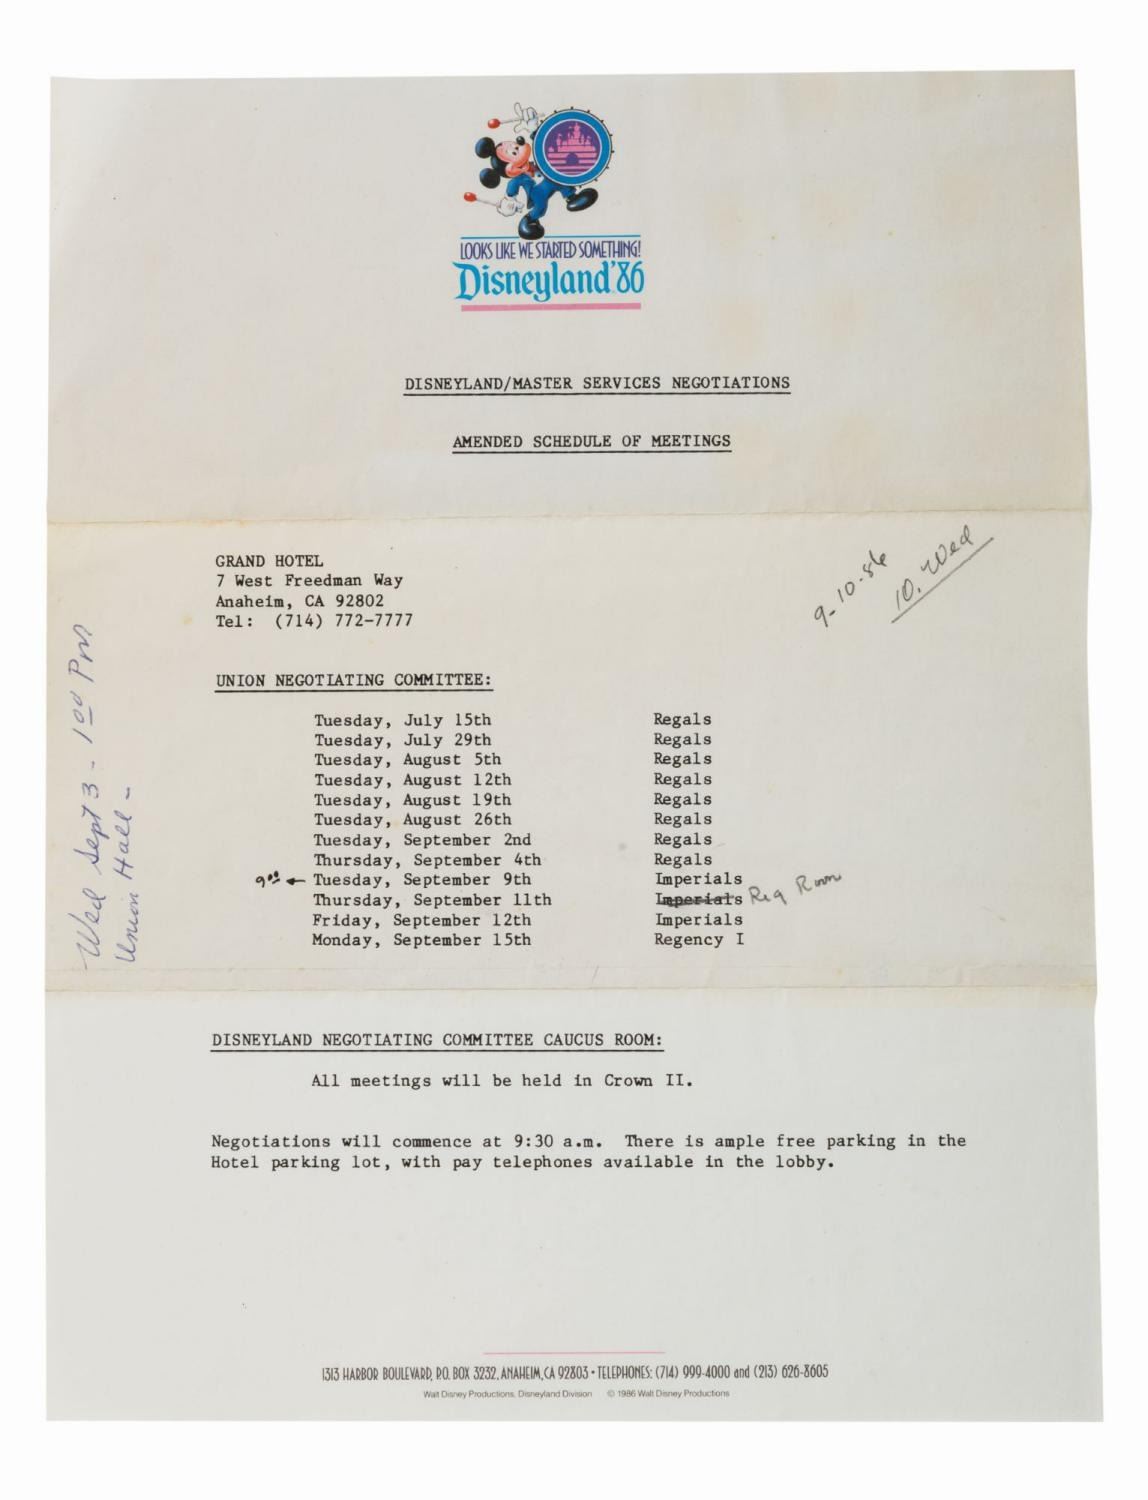 LOOKS LIKE WE STARTED SOMETHING!
Disneyland '86
DISNEYLAND/MASTER SERVICES NEGOTIATIONS
AMENDED SCHEDULE OF MEETINGS
GRAND HOTEL
7 West Freedman Way
Anaheim, CA 92802
Tel: (714) 772-7777
9-10-86
10. Wed
UNION NEGOTIATING COMMITTEE:
Tuesday, July 15th Regals
Tuesday, July 29th Regals
Tuesday, August 5th Regals
Tuesday, August 12th Regals
Tuesday, August 19th Regals
Tuesday, August 26th Regals
Tuesday, September 2nd Regals
Thursday, September 4th Regals
9:00 ← Tuesday, September 9th Imperials
Thursday, September 11th Imperials Reg Room
Friday, September 12th Imperials
Monday, September 15th Regency I
Wed Sept 3 - 1 00 PM
Union Hall -
DISNEYLAND NEGOTIATING COMMITTEE CAUCUS ROOM:
All meetings will be held in Crown II.
Negotiations will commence at 9:30 a.m. There is ample free parking in the
Hotel parking lot, with pay telephones available in the lobby.
1313 HARBOR BOULEVARD, P.O. BOX 3232, ANAHEIM, CA 92803 • TELEPHONES: (714) 999-4000 and (213) 626-8605
Walt Disney Productions, Disneyland Division © 1986 Walt Disney Productions